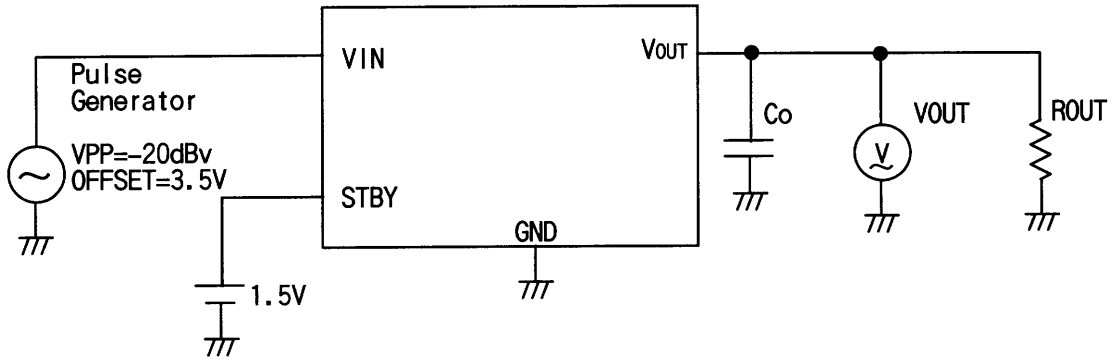 VIN
VOUT
Pulse
Generator
VPP=-20dBv
OFFSET=3.5V
STBY
GND
1.5V
Co
VOUT
V
ROUT